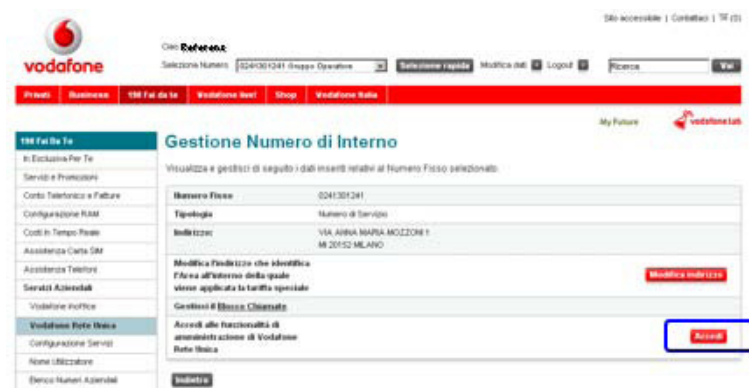 Sito accessibile | Contattaci | (0)
vodafone
Ciao Referenz
Seleziona Numero 0241301241 Gruppo Operatore Selezione rapida Modifica dati Logout Ricerca Vai
Privati Business 190 Fai da te Vodafone live! Shop Vodafone Italia
My Future vodafone lab
190 Fai Da Te
In Esclusiva Per Te
Servizi e Promozioni
Conto Telefonico e Fatture
Configurazione RAM
Costi in Tempo Reale
Assistenza Carta SIM
Assistenza Telefoni
Servizi Aziendali
Vodafone Inoffice
Vodafone Rete Unica
Configurazione Servizi
Nome Utilizzatore
Elenco Numeri Aziendali
Gestione Numero di Interno
Visualizza e gestisci di seguito i dati inseriti relativi al Numero Fisso selezionato.
Numero Fisso 0241301241
Tipologia Numero di Servizio
Indirizzo: VIA ANNA MARIA MOZZONI 1
MI 20152 MILANO
Modifica l'indirizzo che identifica
l'Area all'interno della quale
viene applicata la tariffa speciale
Modifica indirizzo
Gestisci il Blocco Chiamate
Accedi alle funzionalità di
amministrazione di Vodafone
Rete Unica
Accedi
Indietro